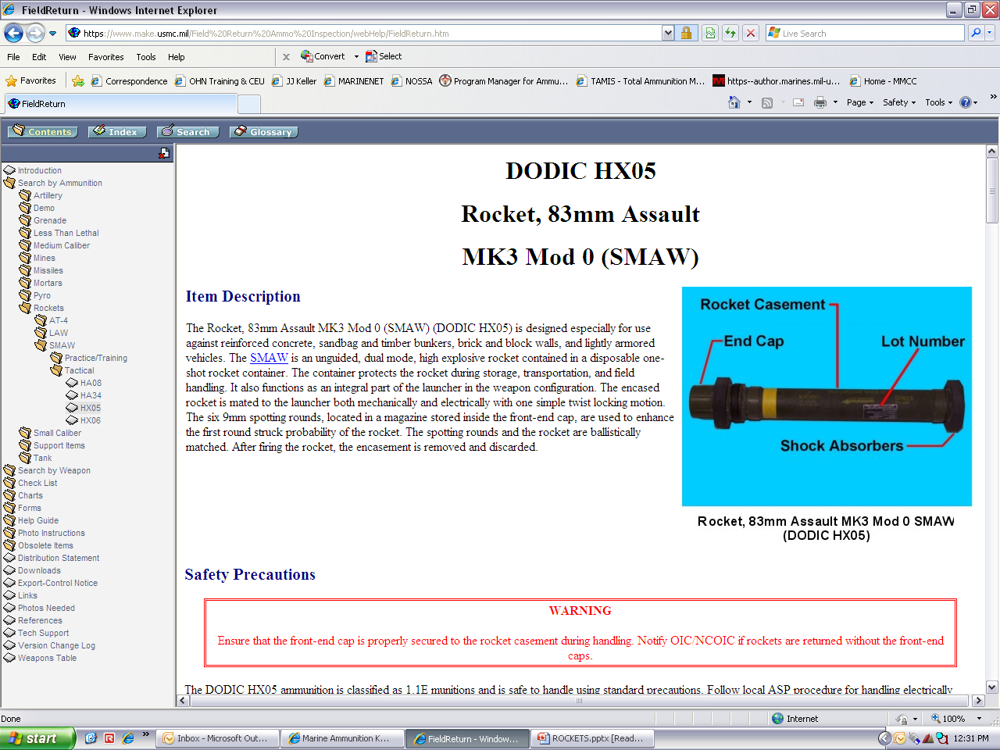 FieldReturn - Windows Internet Explorer
https://www.make.usmc.mil/Field%20Return%20Ammo%20Inspection/webHelp/FieldReturn.htm
Live Search
File Edit View Favorites Tools Help
x Convert Select
Favorites Correspondence OHN Training & CEU JJ Keller MARINENET NOSSA Program Manager for Ammu... TAMIS - Total Ammunition M... https--author.marines.mil-u... Home - MMCC
FieldReturn
Page Safety Tools
Contents Index Search Glossary
Introduction
Search by Ammunition
Artillery
Demo
Grenade
Less Than Lethal
Medium Caliber
Mines
Missiles
Mortars
Pyro
Rockets
AT-4
LAW
SMAW
Practice/Training
Tactical
HA08
HA34
HX05
HX06
Small Caliber
Support Items
Tank
Search by Weapon
Check List
Charts
Forms
Help Guide
Photo Instructions
Obsolete Items
Distribution Statement
Downloads
Export-Control Notice
Links
Photos Needed
References
Tech Support
Version Change Log
Weapons Table
DODIC HX05
Rocket, 83mm Assault
MK3 Mod 0 (SMAW)
Item Description
The Rocket, 83mm Assault MK3 Mod 0 (SMAW) (DODIC HX05) is designed especially for use
against reinforced concrete, sandbag and timber bunkers, brick and block walls, and lightly armored
vehicles. The SMAW is an unguided, dual mode, high explosive rocket contained in a disposable one-
shot rocket container. The container protects the rocket during storage, transportation, and field
handling. It also functions as an integral part of the launcher in the weapon configuration. The encased
rocket is mated to the launcher both mechanically and electrically with one simple twist locking motion.
The six 9mm spotting rounds, located in a magazine stored inside the front-end cap, are used to enhance
the first round struck probability of the rocket. The spotting rounds and the rocket are ballistically
matched. After firing the rocket, the encasement is removed and discarded.
Rocket Casement
End Cap
Lot Number
Shock Absorbers
Rocket, 83mm Assault MK3 Mod 0 SMAW
(DODIC HX05)
Safety Precautions
WARNING
Ensure that the front-end cap is properly secured to the rocket casement during handling. Notify OIC/NCOIC if rockets are returned without the front-end
caps.
The DODIC HX05 ammunition is classified as 1.1E munitions and is safe to handle using standard precautions. Follow local ASP procedure for handling electrically
Done
Internet
100%
start
Inbox - Microsoft Out...
Marine Ammunition K...
FieldReturn - Window...
ROCKETS.pptx [Read...
12:31 PM